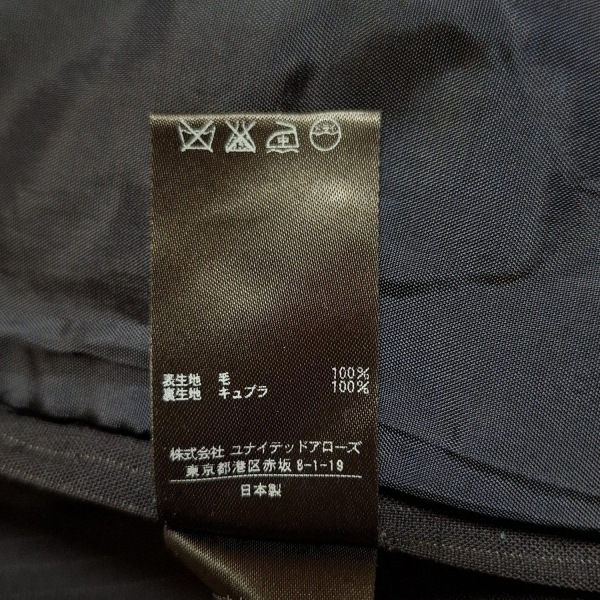 表生地 毛 100%
裏生地 キュプラ 100%
株式会社 ユナイテッドアローズ
東京都港区赤坂 8-1-19
日本製